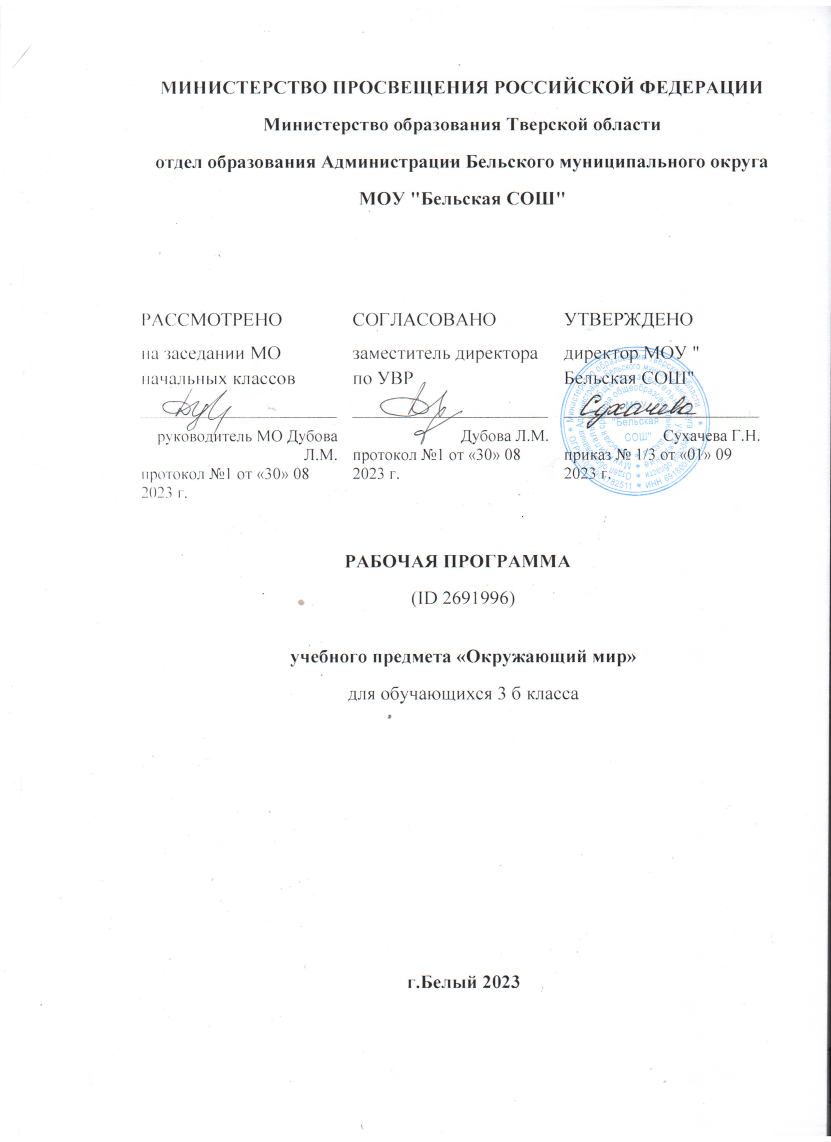 МИНИСТЕРСТВО ПРОСВЕЩЕНИЯ РОССИЙСКОЙ ФЕДЕРАЦИИ
Министерство образования Тверской области
отдел образования Администрации Бельского муниципального округа
МОУ "Бельская СОШ"
РАССМОТРЕНО
на заседании МО
начальных классов
руководитель МО Дубова
Л.М.
протокол №1 от «30» 08
2023 г.
СОГЛАСОВАНО
заместитель директора
по УВР
Дубова Л.М.
протокол №1 от «30» 08
2023 г.
УТВЕРЖДЕНО
директор МОУ "
Бельская СОШ"
Сухачева
Сухачева Г.Н.
приказ № 1/3 от «01» 09
2023 г.
"Бельская
СОШ"
РАБОЧАЯ ПРОГРАММА
(ID 2691996)
учебного предмета «Окружающий мир»
для обучающихся 3 б класса
г.Белый 2023